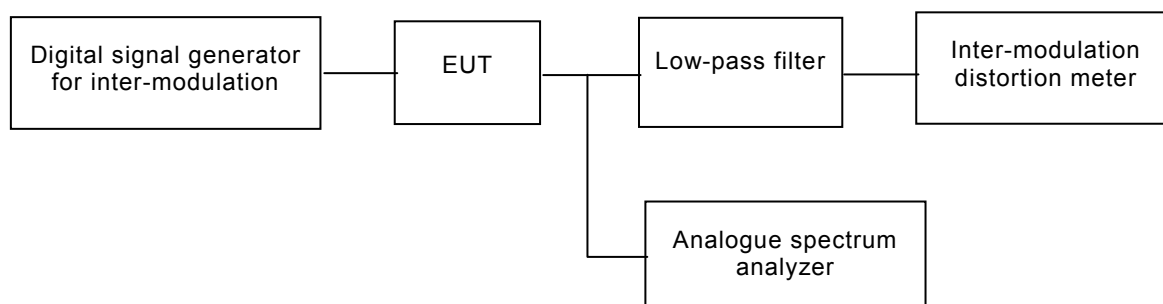 Digital signal generator
for inter-modulation
EUT
Low-pass filter
Inter-modulation
distortion meter
Analogue spectrum
analyzer